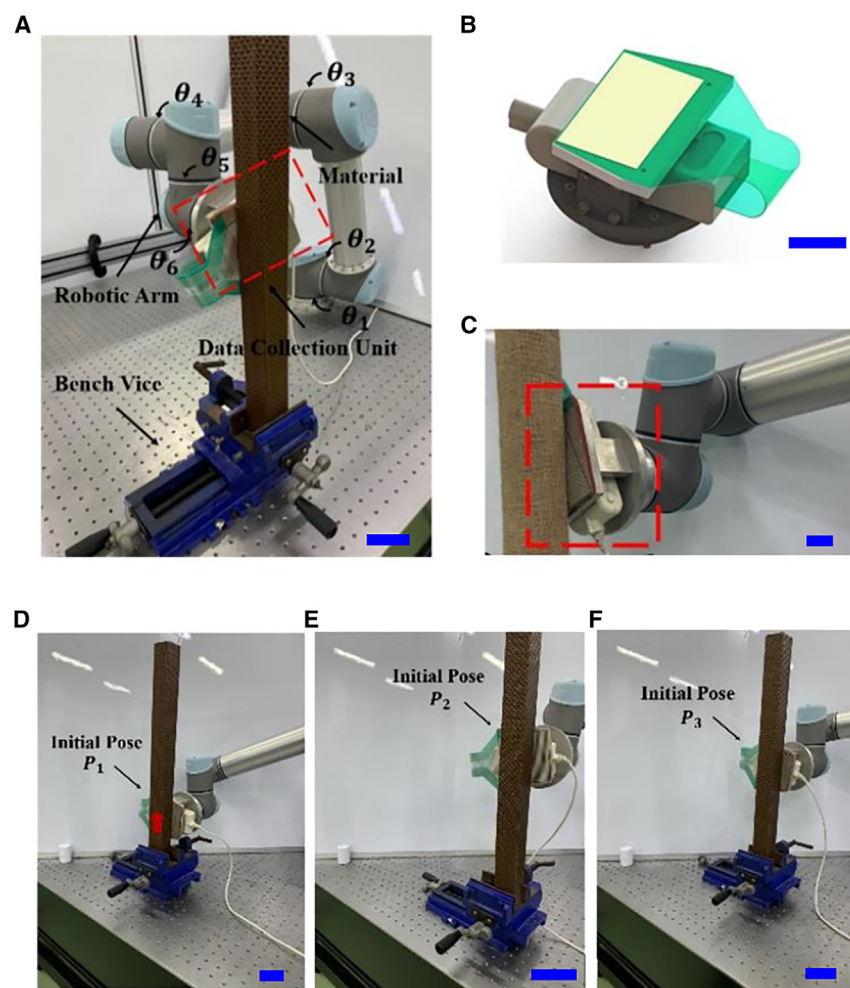 A
B
θ3
θ4
θ5
Material
θ2
θ6
Robotic Arm
θ1
Data Collection Unit
Bench Vice
C
D
E
F
Initial Pose
P1
Initial Pose
P2
Initial Pose
P3